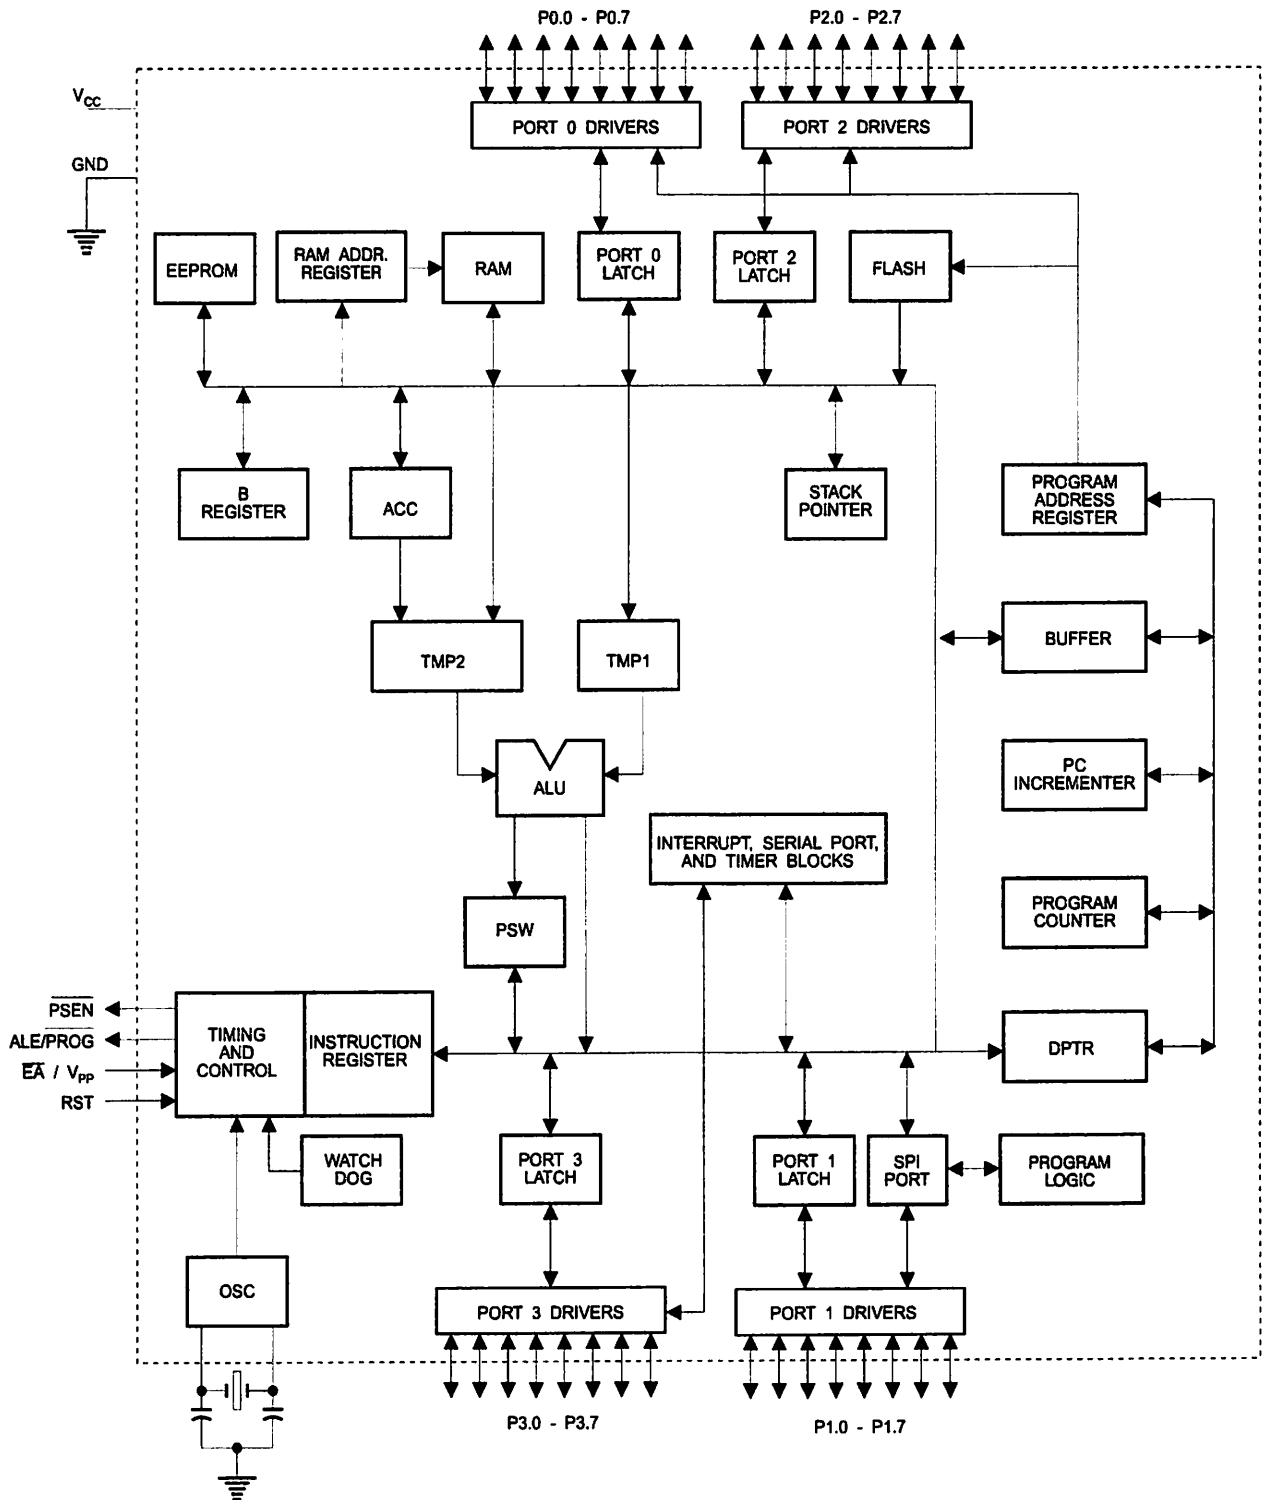 P0.0 - P0.7
P2.0 - P2.7
VCC
PORT 0 DRIVERS
PORT 2 DRIVERS
GND
EEPROM
RAM ADDR.
REGISTER
RAM
PORT 0
LATCH
PORT 2
LATCH
FLASH
B
REGISTER
ACC
STACK
POINTER
PROGRAM
ADDRESS
REGISTER
TMP2
TMP1
BUFFER
ALU
PC
INCREMENTER
INTERRUPT, SERIAL PORT,
AND TIMER BLOCKS
PSW
PROGRAM
COUNTER
PSEN
ALE/PROG
EA / VPP
RST
TIMING
AND
CONTROL
INSTRUCTION
REGISTER
DPTR
WATCH
DOG
PORT 3
LATCH
PORT 1
LATCH
SPI
PORT
PROGRAM
LOGIC
OSC
PORT 3 DRIVERS
PORT 1 DRIVERS
P3.0 - P3.7
P1.0 - P1.7